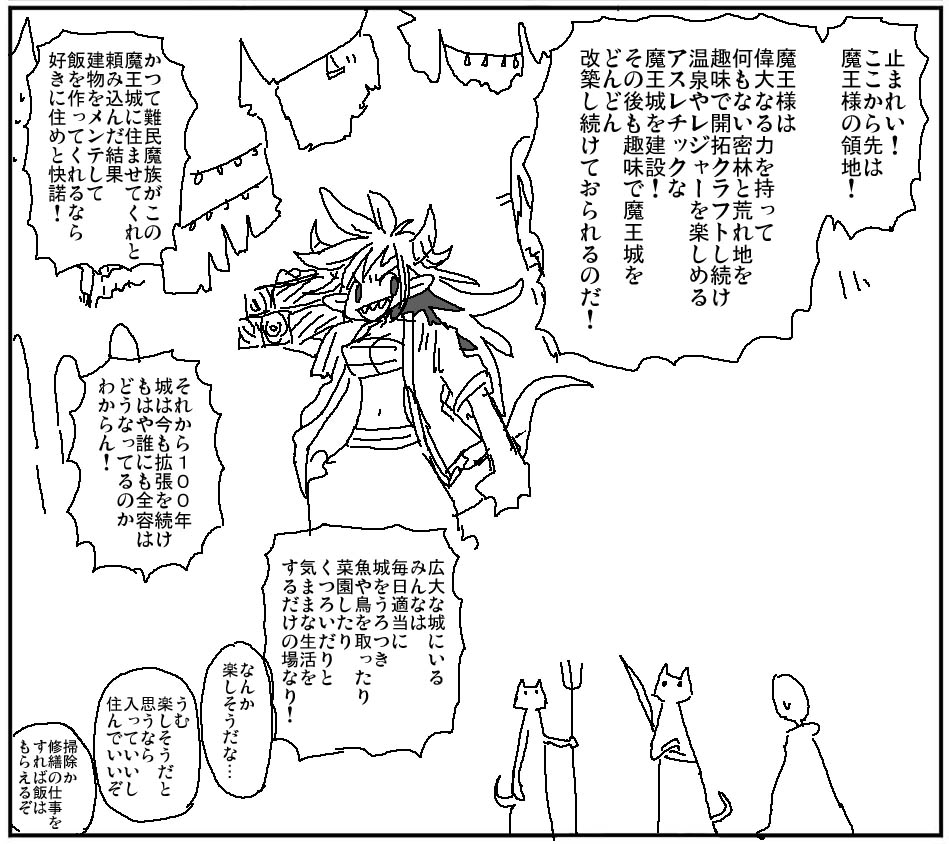 止まれい！
ここから先は
魔王様の領地！
魔王様は
偉大なる力を持って
何もない密林と荒れ地を
趣味で開拓クラフトし続け
温泉やレジャーを楽しめる
アスレチックな
魔王城を建設！
その後も趣味で魔王城を
どんどん
改築し続けておられるのだ！
かつて難民魔族がこの
魔王城に住ませてくれと
頼み込んだ結果
建物をメンテして
飯を作ってくれるなら
好きに住めと快諾！
それから１００年
城は今も拡張を続け
もはや誰にも全容は
どうなってるのか
わからん！
広大な城にいる
みんなは
毎日適当に
城をうろつき
魚や鳥を取ったり
菜園したり
くつろいだりと
気ままな生活を
するだけの場なり！
なんか
楽しそうだな…
うむ
楽しそうだと
思うなら
入っていいし
住んでいいぞ
掃除か
修繕の仕事を
すれば飯は
もらえるぞ